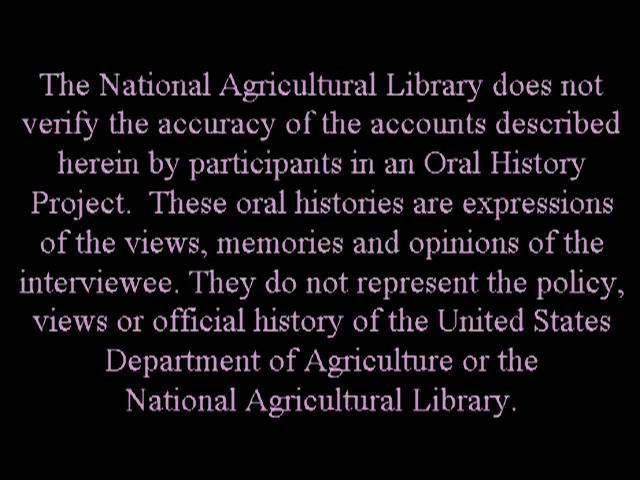 The National Agricultural Library does not
verify the accuracy of the accounts described
herein by participants in an Oral History
Project.  These oral histories are expressions
of the views, memories and opinions of the
interviewee. They do not represent the policy,
views or official history of the United States
Department of Agriculture or the
National Agricultural Library.